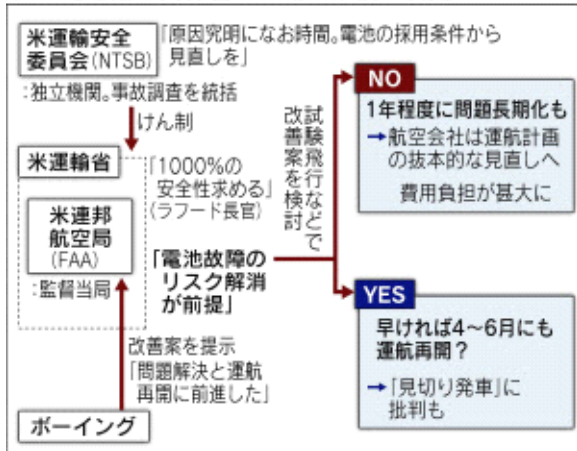 米運輸安全
委員会(NTSB)
「原因究明になお時間。電池の採用条件から
見直しを」
:独立機関。事故調査を統括
けん制
米運輸省
「1000%の
安全性求める」
(ラフード長官)
米連邦
航空局
(FAA)
:監督当局
「電池故障の
リスク解消
が前提」
改善案を提示
「問題解決と運航
再開に前進した」
ボーイング
試験飛行などで
改善案を検討
NO
1年程度に問題長期化も
→航空会社は運航計画
の抜本的な見直しへ
費用負担が甚大に
YES
早ければ4〜6月にも
運航再開?
→「見切り発車」に
批判も